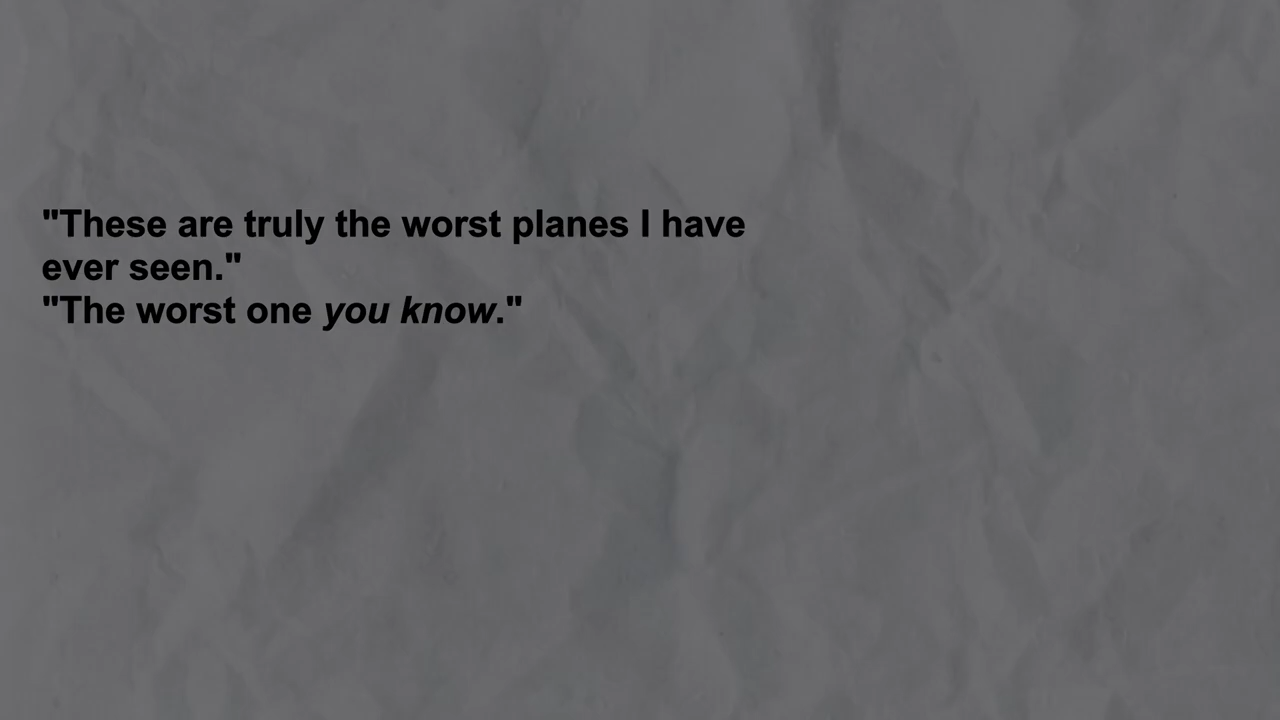 "These are truly the worst planes I have
ever seen."
"The worst one you know."